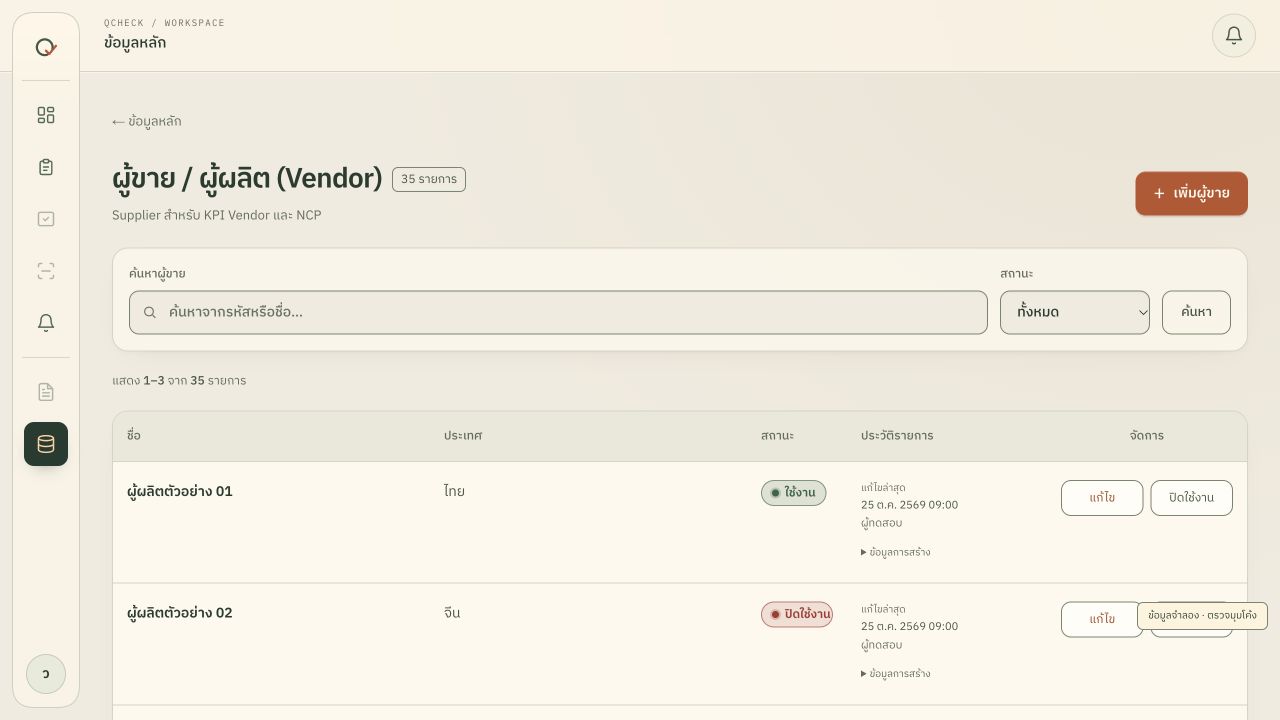 QCHECK / WORKSPACE
ข้อมูลหลัก
← ข้อมูลหลัก
ผู้ขาย / ผู้ผลิต (Vendor)
35 รายการ
Supplier สำหรับ KPI Vendor และ NCP
+ เพิ่มผู้ขาย
ค้นหาผู้ขาย
สถานะ
ค้นหาจากรหัสหรือชื่อ...
ทั้งหมด
ค้นหา
แสดง 1–3 จาก 35 รายการ
ชื่อ ประเทศ สถานะ ประวัติรายการ จัดการ
ผู้ผลิตตัวอย่าง 01 ไทย ใช้งาน
แก้ไขล่าสุด
25 ต.ค. 2569 09:00
ผู้ทดสอบ
ข้อมูลการสร้าง
แก้ไข ปิดใช้งาน
ผู้ผลิตตัวอย่าง 02 จีน ปิดใช้งาน
แก้ไขล่าสุด
25 ต.ค. 2569 09:00
ผู้ทดสอบ
ข้อมูลการสร้าง
แก้ไข
ข้อมูลจำลอง · ตรวจมุมโค้ง
ว